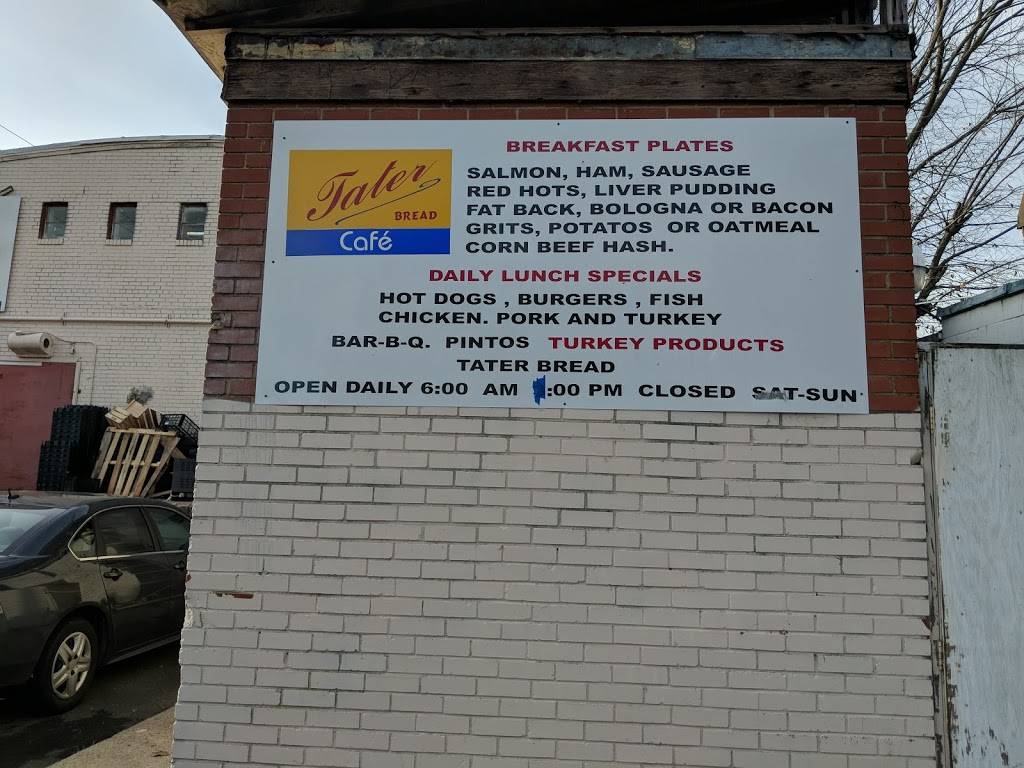 Tater
BREAD
Café
BREAKFAST PLATES
SALMON, HAM, SAUSAGE
RED HOTS, LIVER PUDDING
FAT BACK, BOLOGNA OR BACON
GRITS, POTATOS OR OATMEAL
CORN BEEF HASH.
DAILY LUNCH SPECIALS
HOT DOGS , BURGERS , FISH
CHICKEN. PORK AND TURKEY
BAR-B-Q. PINTOS TURKEY PRODUCTS
TATER BREAD
OPEN DAILY 6:00 AM :00 PM CLOSED SAT-SUN